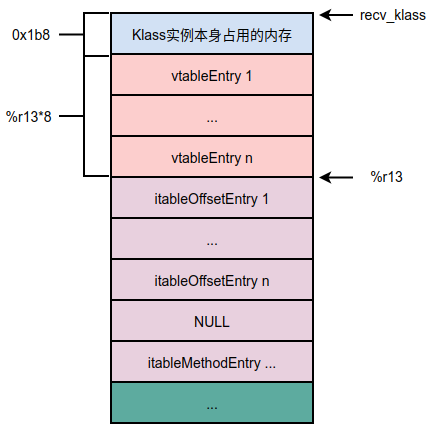 recv_klass
0x1b8
Klass实例本身占用的内存
vtableEntry 1
%r13*8
...
vtableEntry n
%r13
itableOffsetEntry 1
...
itableOffsetEntry n
NULL
itableMethodEntry ...
...